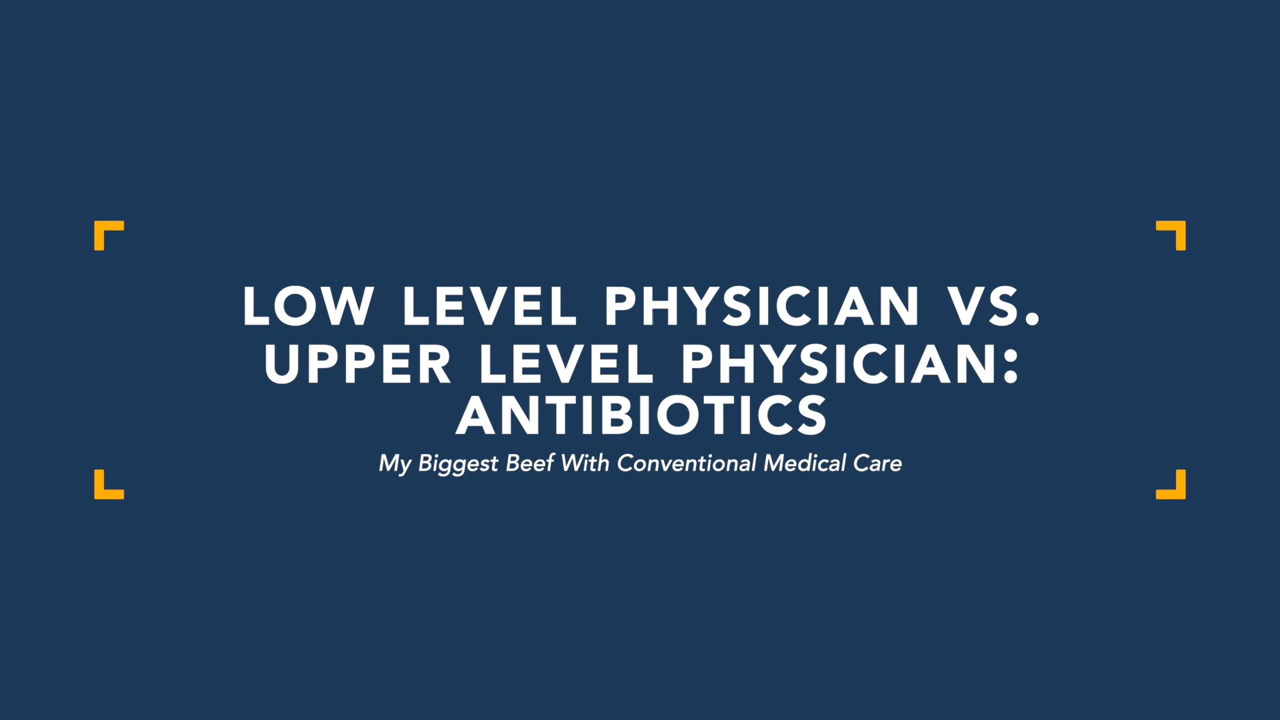 LOW LEVEL PHYSICIAN VS.
UPPER LEVEL PHYSICIAN:
ANTIBIOTICS
My Biggest Beef With Conventional Medical Care